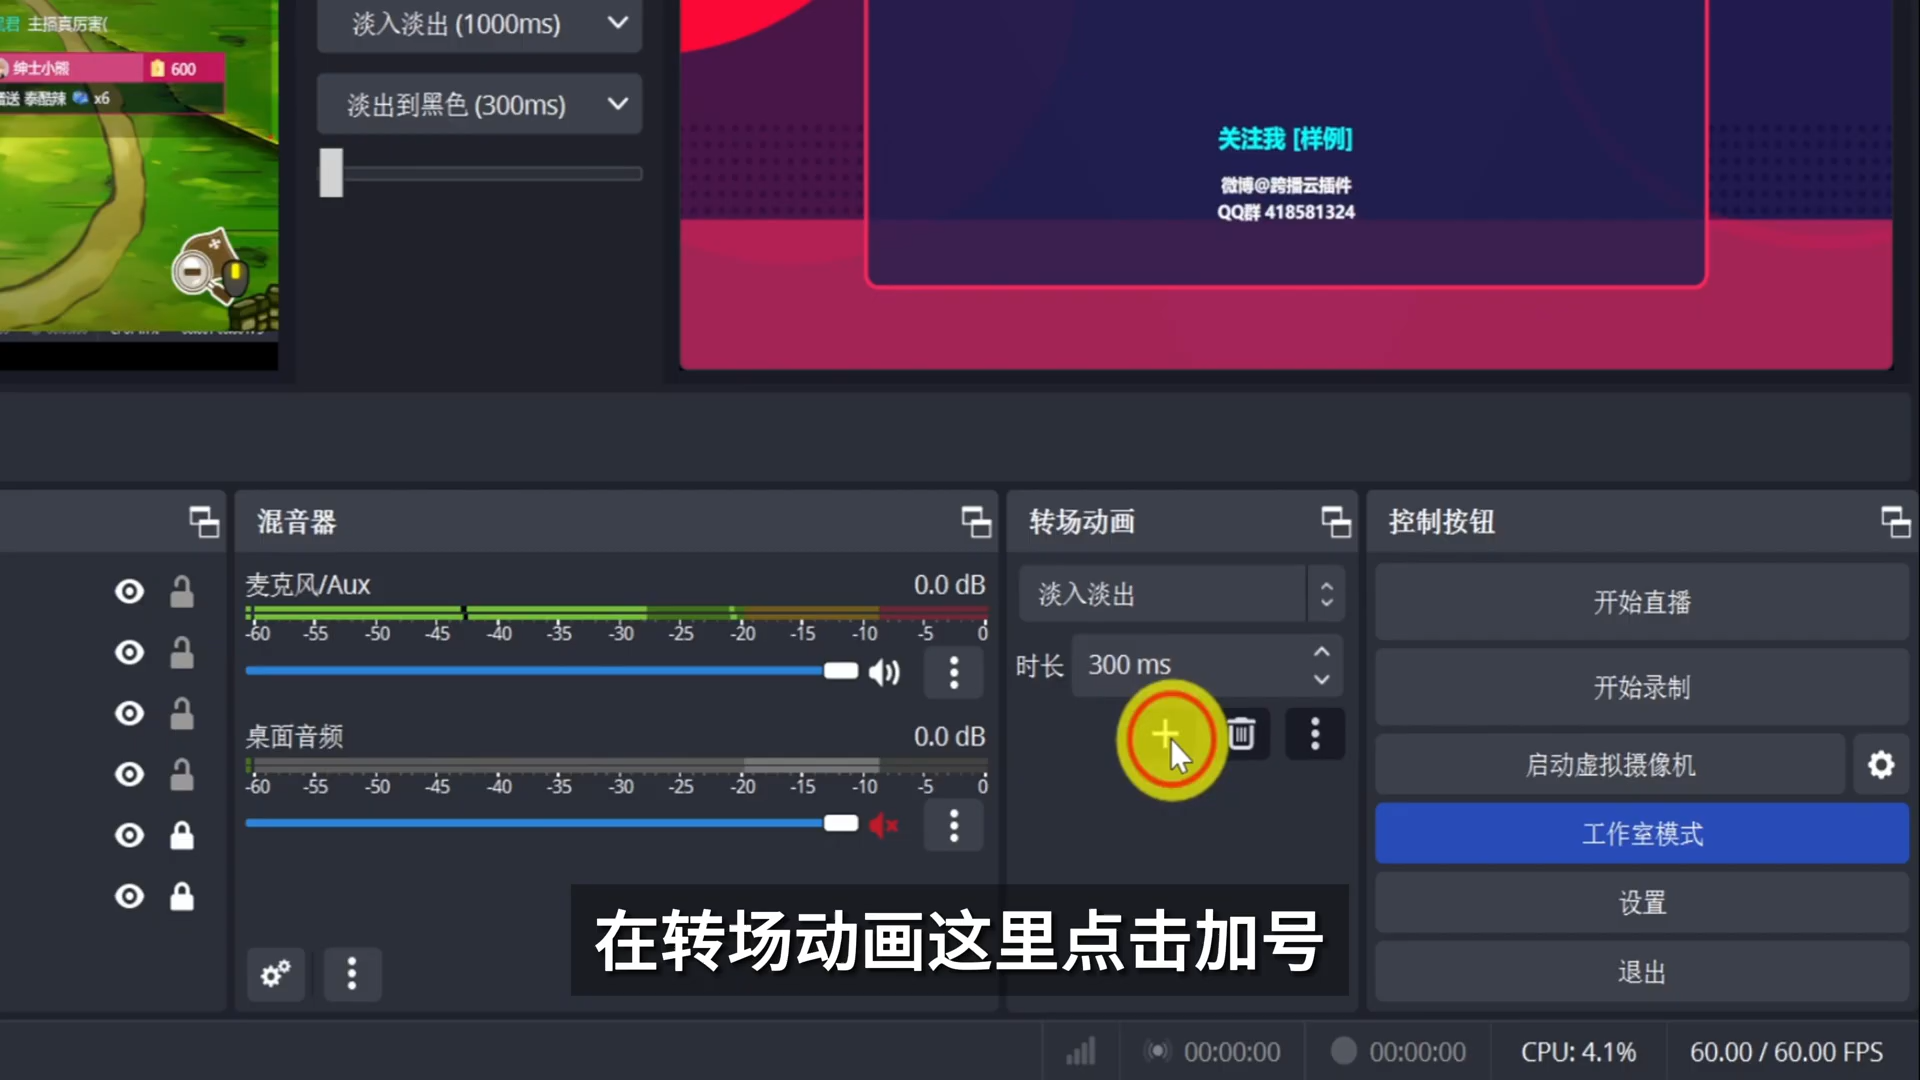 主播真厉害(
绅士小熊
600
泰酷辣 x6
淡入淡出 (1000ms)
淡出到黑色 (300ms)
关注我 [样例]
微博@跨播云插件
QQ群 418581324
混音器
转场动画
控制按钮
麦克风/Aux
0.0 dB
-60 -55 -50 -45 -40 -35 -30 -25 -20 -15 -10 -5 0
桌面音频
0.0 dB
-60 -55 -50 -45 -40 -35 -30 -25 -20 -15 -10 -5 0
淡入淡出
时长 300 ms
开始直播
开始录制
启动虚拟摄像机
工作室模式
设置
退出
在转场动画这里点击加号
00:00:00
00:00:00
CPU: 4.1%
60.00 / 60.00 FPS